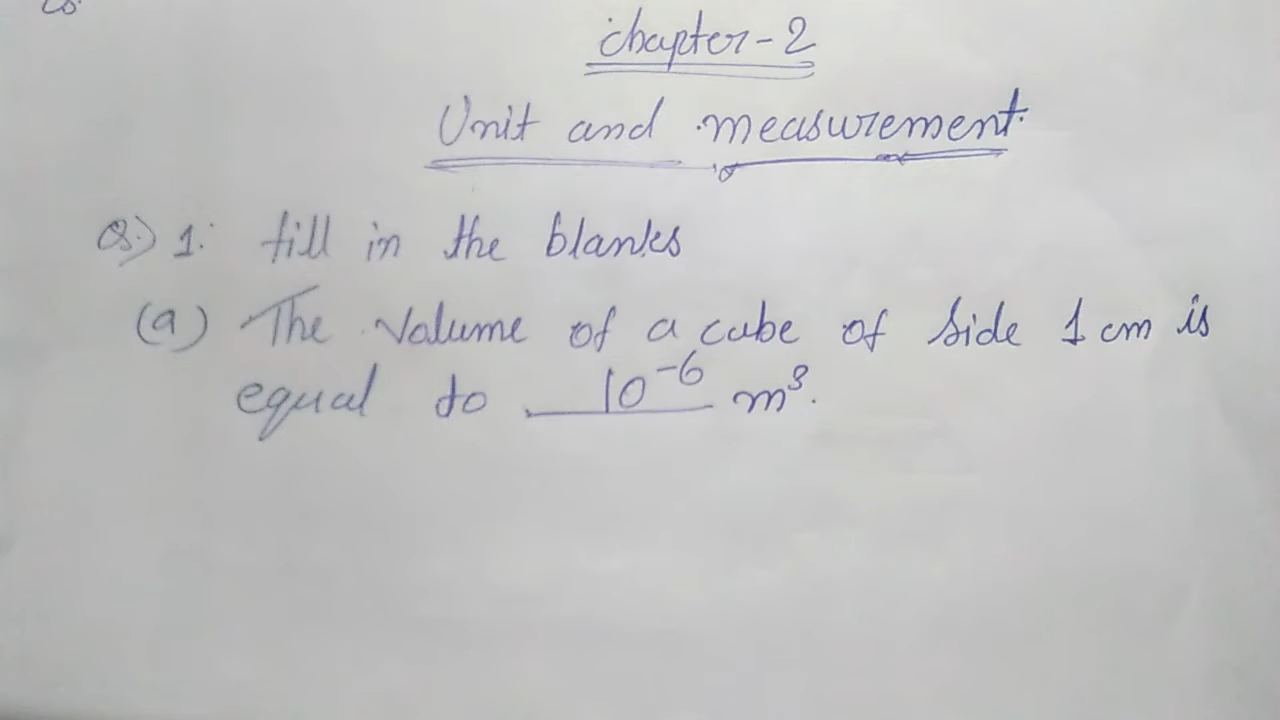 Chapter-2
Unit and measurement.
Q.) 1. fill in the blanks
(a) The Volume of a cube of side 1 cm is
equal to 10⁻⁶ m³.